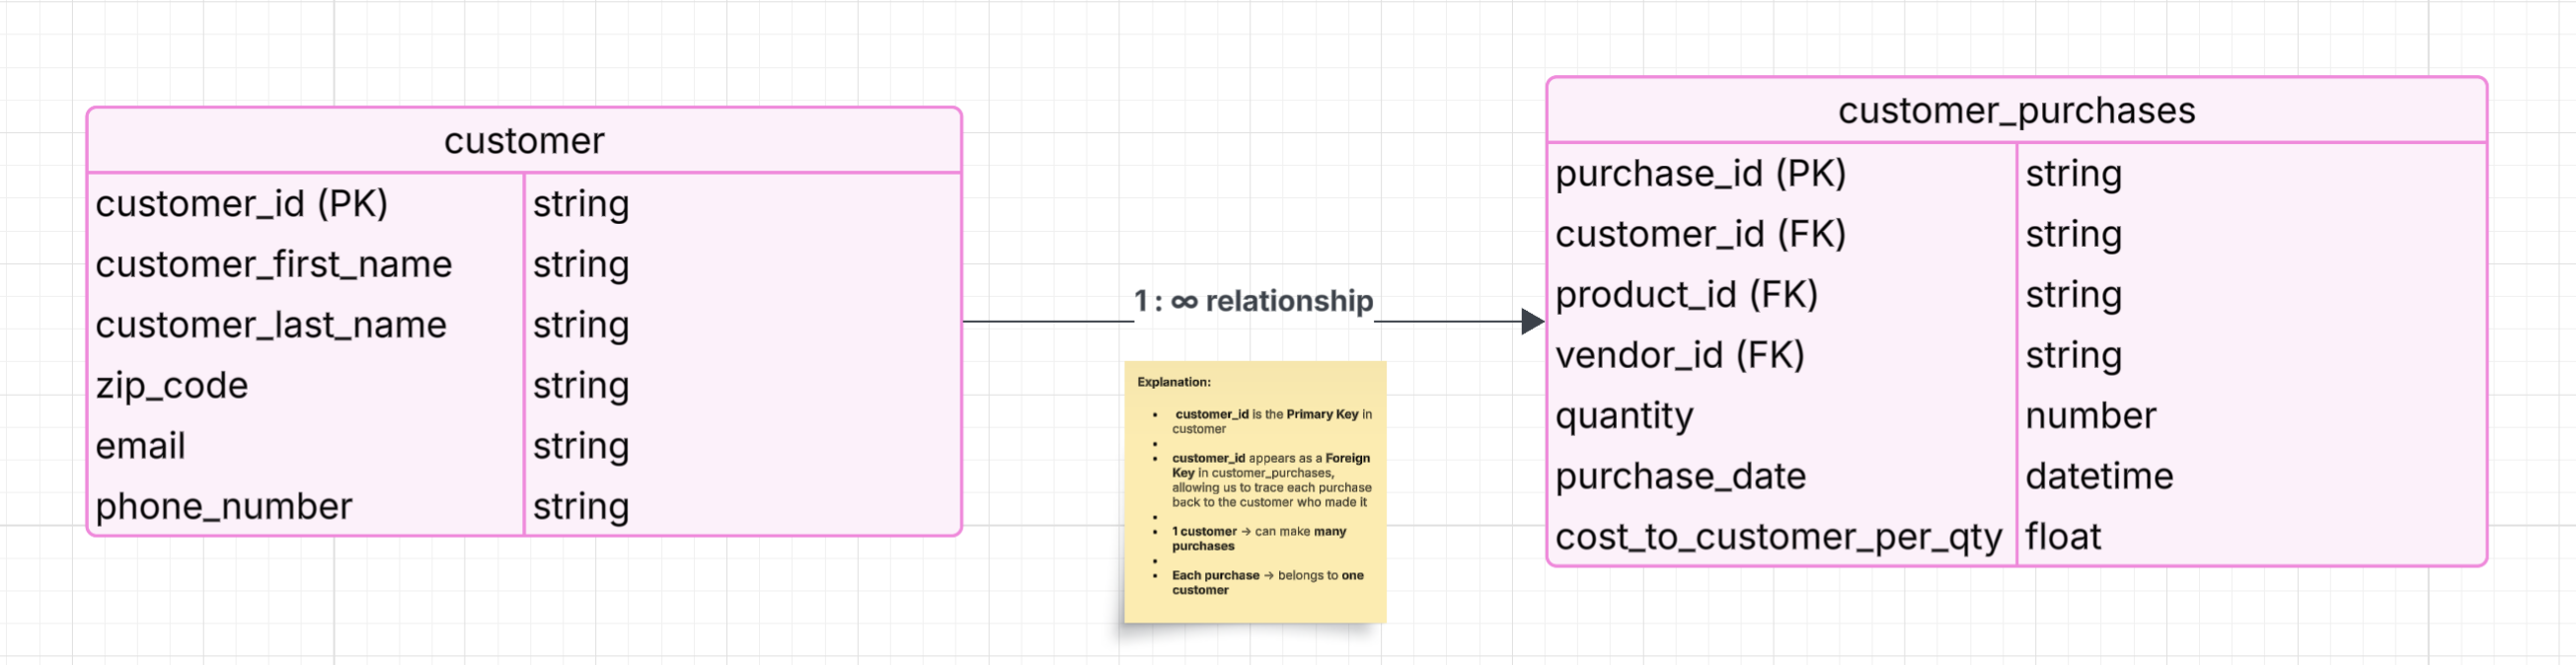 customer
customer_id (PK) string
customer_first_name string
customer_last_name string
zip_code string
email string
phone_number string
1 : ∞ relationship
Explanation:
• customer_id is the Primary Key in
customer
•
• customer_id appears as a Foreign
Key in customer_purchases,
allowing us to trace each purchase
back to the customer who made it
•
• 1 customer → can make many
purchases
•
• Each purchase → belongs to one
customer
customer_purchases
purchase_id (PK) string
customer_id (FK) string
product_id (FK) string
vendor_id (FK) string
quantity number
purchase_date datetime
cost_to_customer_per_qty float